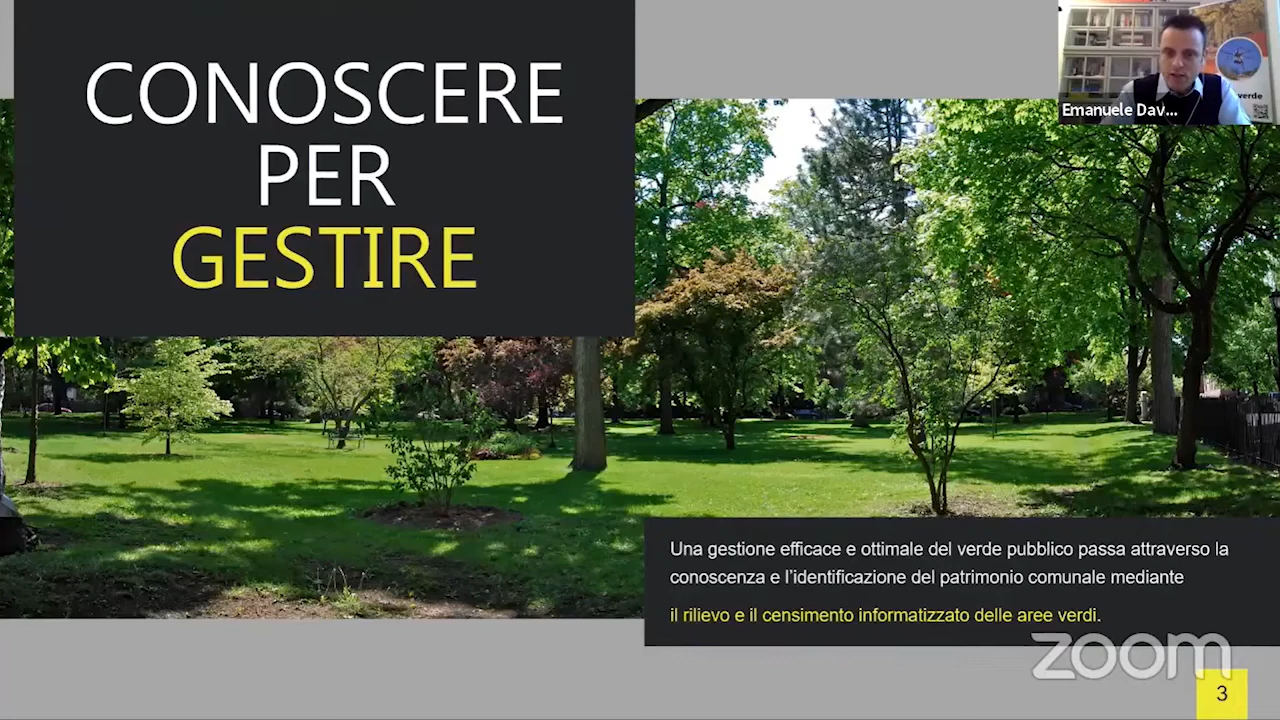 CONOSCERE
PER
GESTIRE
Emanuele Dav...
verde
Una gestione efficace e ottimale del verde pubblico passa attraverso la
conoscenza e l'identificazione del patrimonio comunale mediante
il rilievo e il censimento informatizzato delle aree verdi.
zoom
3